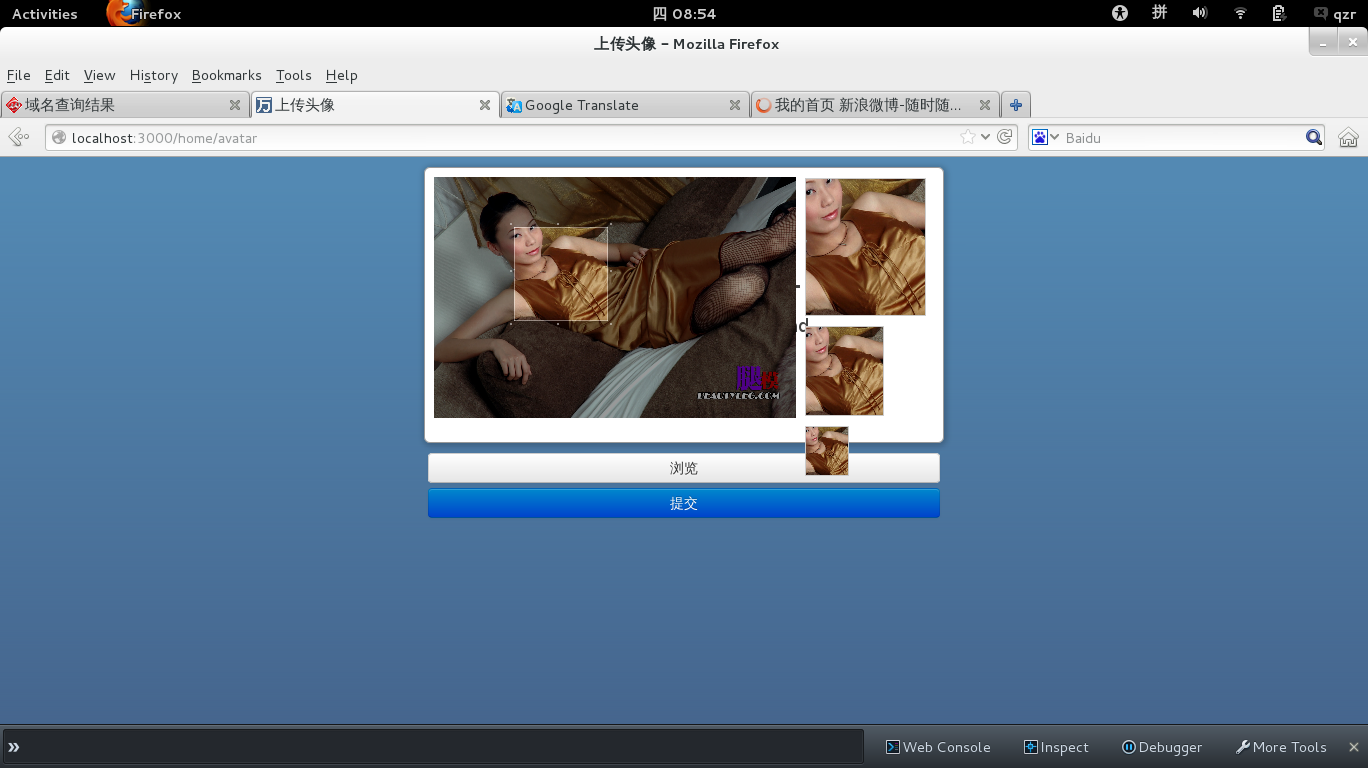 Activities Firefox 四 08:54 拼 qzr
上传头像 - Mozilla Firefox
File Edit View History Bookmarks Tools Help
域名查询结果 上传头像 Google Translate 我的首页 新浪微博-随时随...
localhost:3000/home/avatar Baidu
BEAUTYLEG.COM
浏览
提交
» Web Console Inspect Debugger More Tools